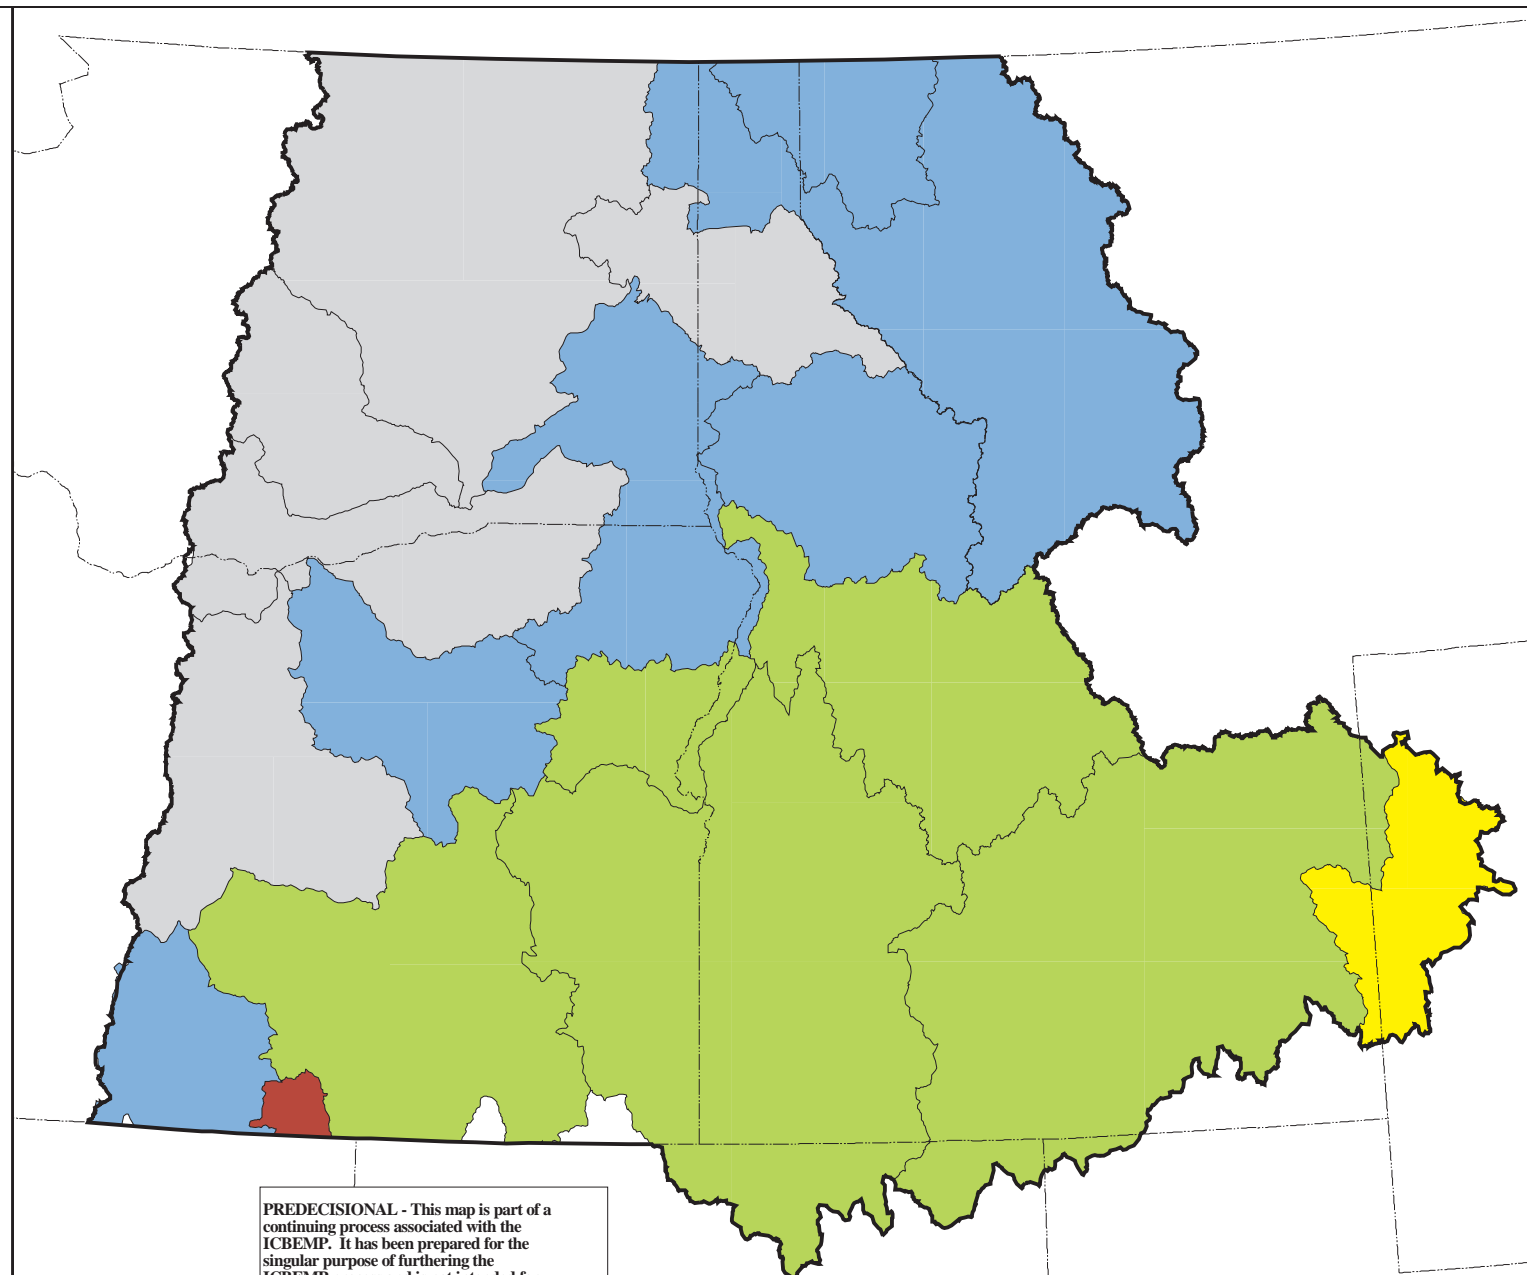 PREDECISIONAL - This map is part of a
continuing process associated with the
ICBEMP.  It has been prepared for the
singular purpose of furthering the
ICBEMP